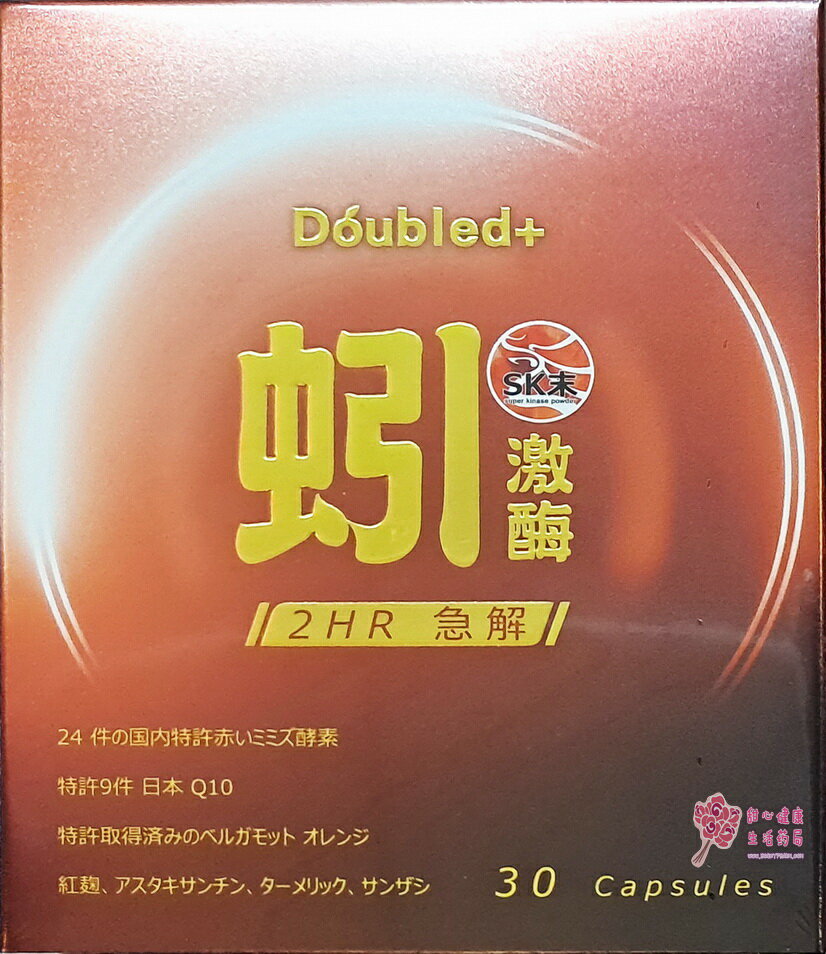 Doubled+
蚓
SK末
super kinase powder
激
酶
2HR 急解
24 件の国内特許赤いミミズ酵素
特許9件 日本 Q10
特許取得済みのベルガモット オレンジ
紅麹、アスタキサンチン、ターメリック、サンザシ
30 Capsules
甜心健康
生活药局